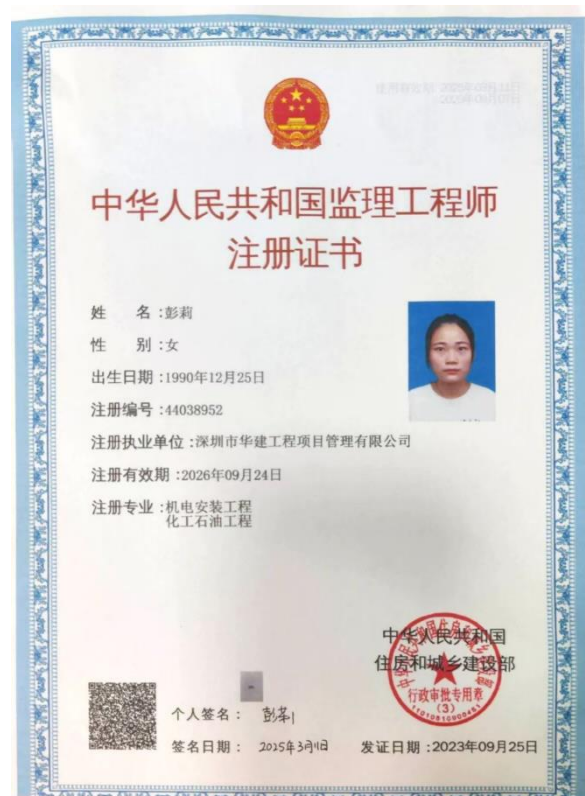 中华人民共和国监理工程师
注册证书
姓 名：彭莉
性 别：女
出生日期：1990年12月25日
注册编号：44038952
注册执业单位：深圳市华建工程项目管理有限公司
注册有效期：2026年09月24日
注册专业：机电安装工程
化工石油工程
中华人民共和国
住房和城乡建设部
行政审批专用章
(3)
个人签名：彭莉
签名日期：2025年3月11日
发证日期：2023年09月25日